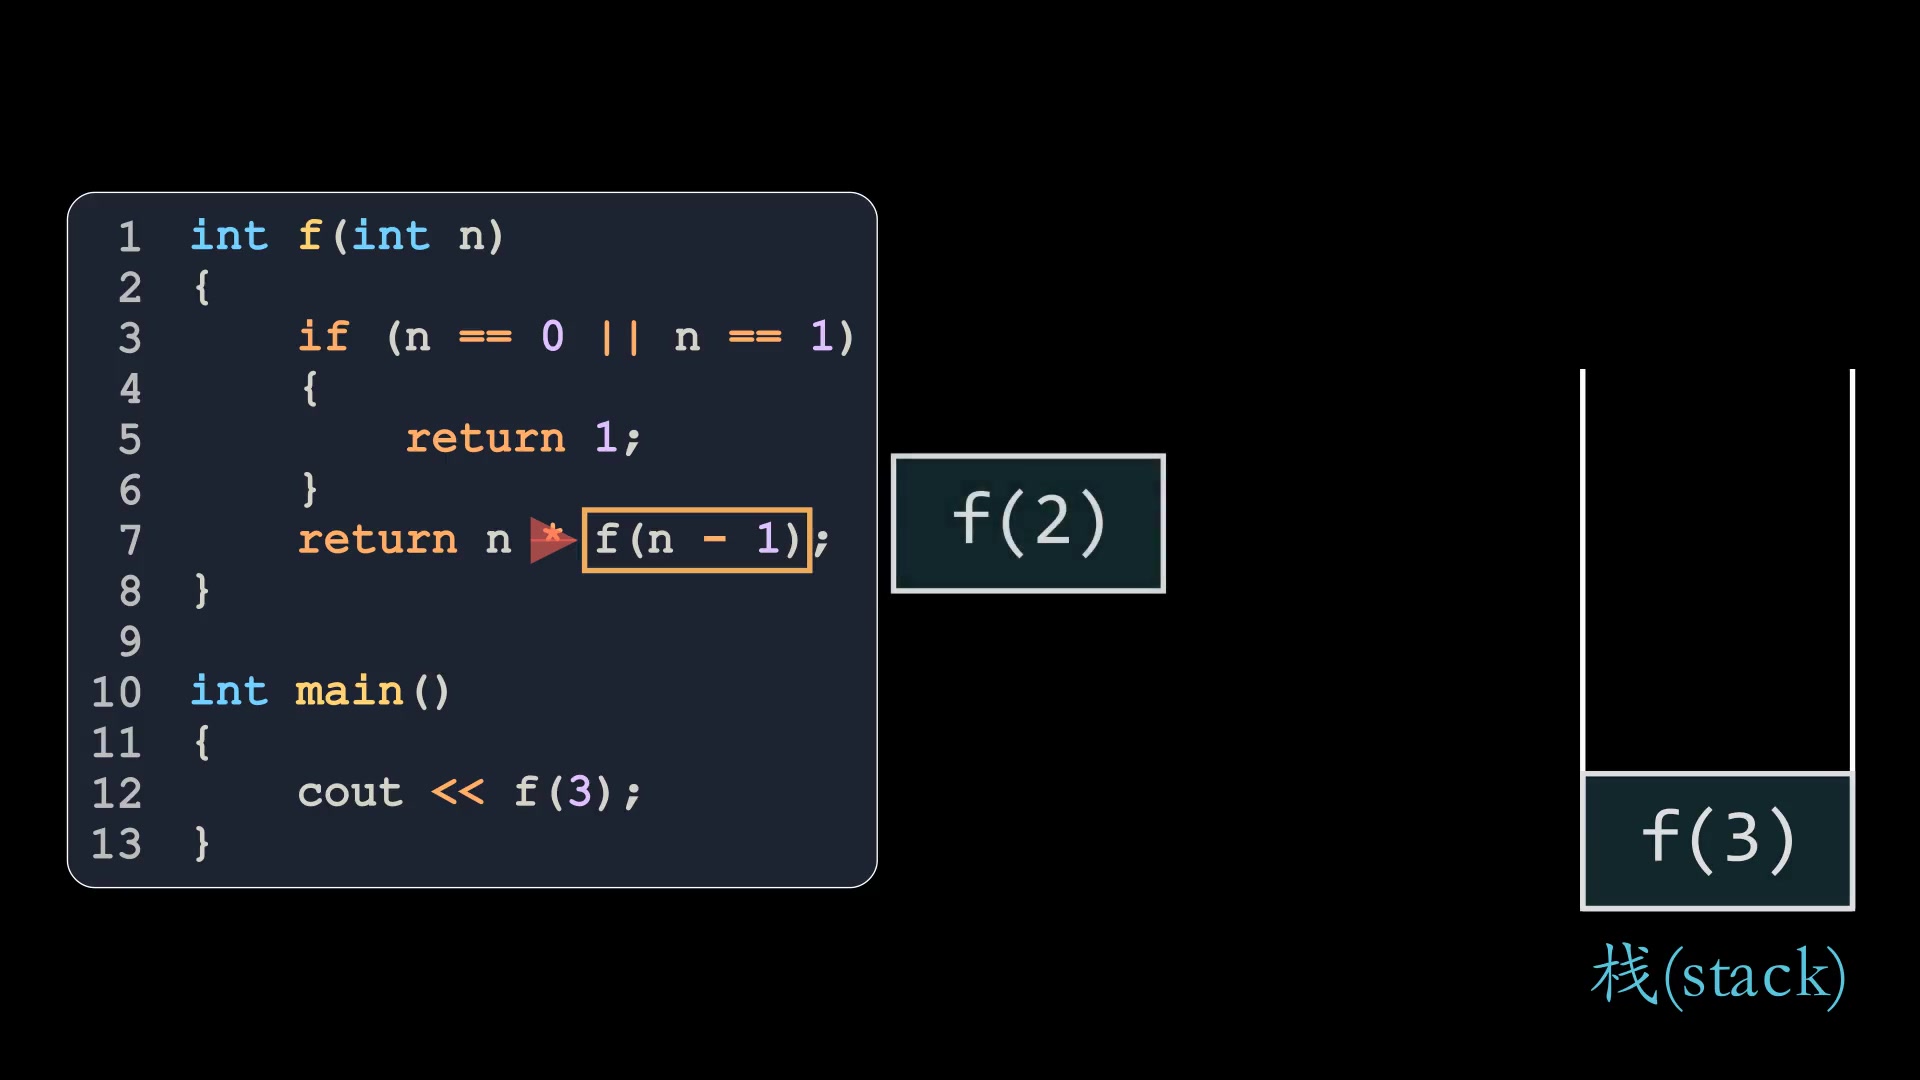 1 int f(int n)
2 {
3 if (n == 0 || n == 1)
4 {
5 return 1;
6 }
7 return n * f(n - 1);
8 }
9
10 int main()
11 {
12 cout << f(3);
13 }
f(2)
f(3)
栈(stack)